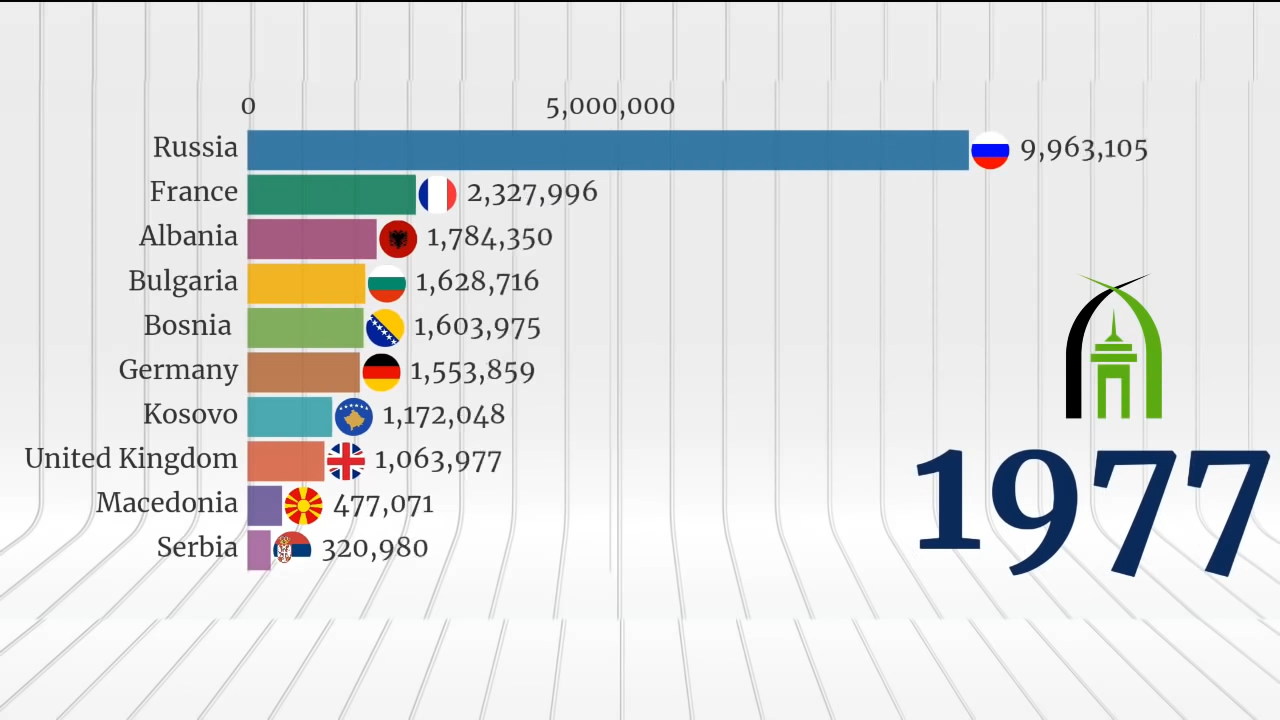 0 5,000,000
Russia 9,963,105
France 2,327,996
Albania 1,784,350
Bulgaria 1,628,716
Bosnia 1,603,975
Germany 1,553,859
Kosovo 1,172,048
United Kingdom 1,063,977
Macedonia 477,071
Serbia 320,980
1977